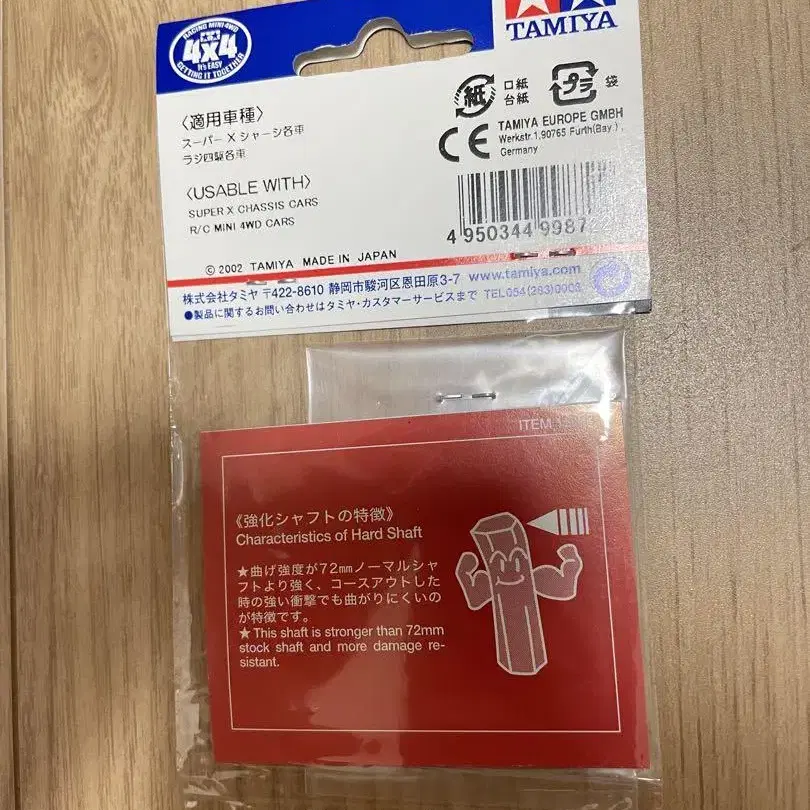 RACING MINI 4WD
4x4
It's EASY
GETTING IT TOGETHER
TAMIYA
〈適用車種〉
スーパーXシャーシ各車
ラジ四駆各車
〈USABLE WITH〉
SUPER X CHASSIS CARS
R/C MINI 4WD CARS
紙
口紙
台紙
プラ
袋
CE
TAMIYA EUROPE GMBH
Werkstr.1,90765 Furth(Bay.)
Germany
4 950344 9987
© 2002 TAMIYA MADE IN JAPAN
株式会社タミヤ 〒422-8610 静岡市駿河区恩田原3-7 www.tamiya.com
●製品に関するお問い合わせはタミヤ・カスタマーサービスまで TEL054(283)0003
ITEM
《強化シャフトの特徴》
Characteristics of Hard Shaft
★曲げ強度が72mmノーマルシャ
フトより強く、コースアウトした
時の強い衝撃でも曲がりにくいの
が特徴です。
★This shaft is stronger than 72mm
stock shaft and more damage re-
sistant.